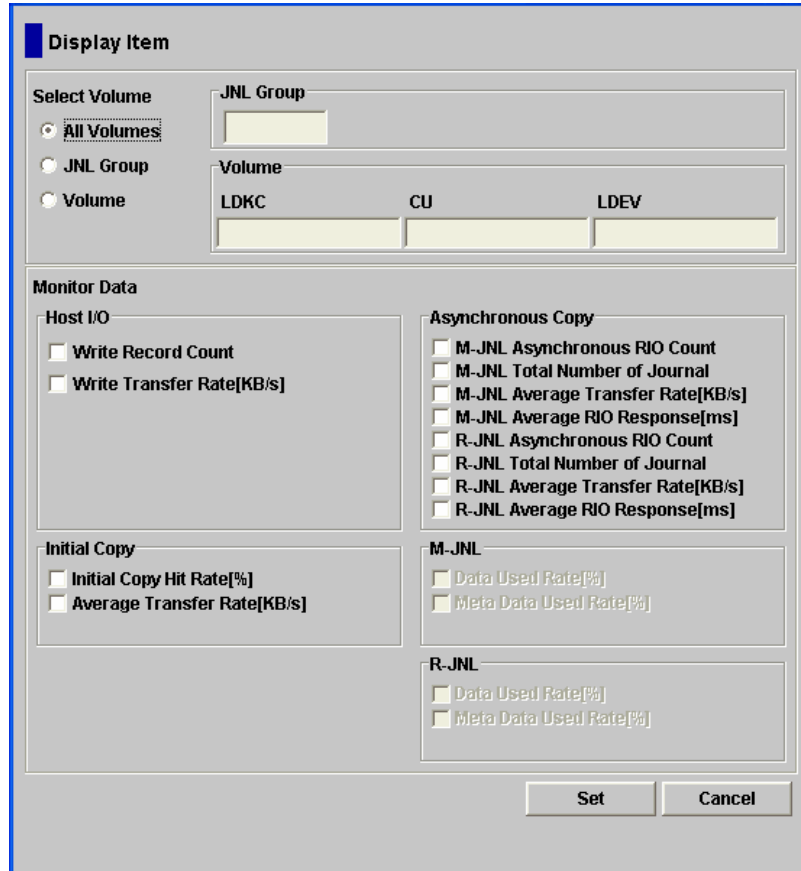 Display Item
Select Volume
All Volumes
JNL Group
Volume
JNL Group
Volume
LDKC CU LDEV
Monitor Data
Host I/O
Write Record Count
Write Transfer Rate[KB/s]
Asynchronous Copy
M-JNL Asynchronous RIO Count
M-JNL Total Number of Journal
M-JNL Average Transfer Rate[KB/s]
M-JNL Average RIO Response[ms]
R-JNL Asynchronous RIO Count
R-JNL Total Number of Journal
R-JNL Average Transfer Rate[KB/s]
R-JNL Average RIO Response[ms]
Initial Copy
Initial Copy Hit Rate[%]
Average Transfer Rate[KB/s]
M-JNL
Data Used Rate[%]
Meta Data Used Rate[%]
R-JNL
Data Used Rate[%]
Meta Data Used Rate[%]
Set Cancel